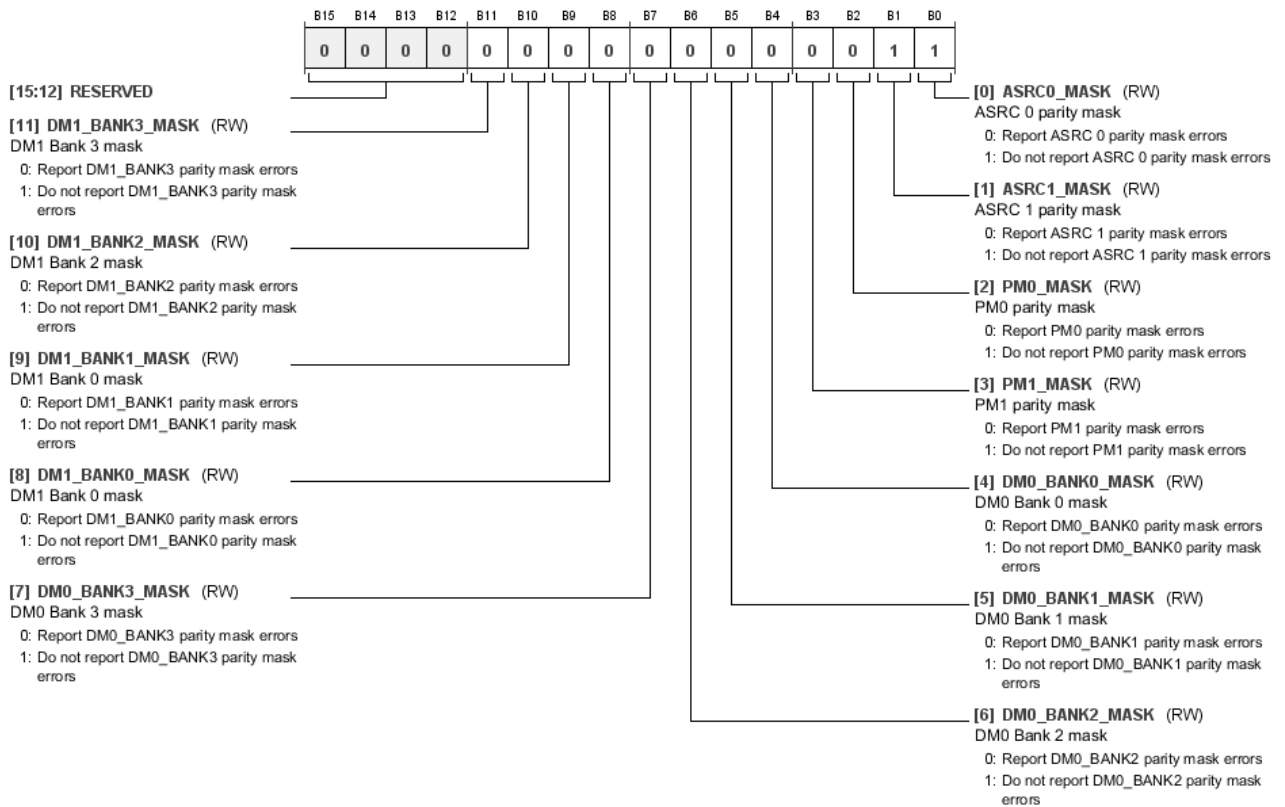 B15 B14 B13 B12 B11 B10 B9 B8 B7 B6 B5 B4 B3 B2 B1 B0
0 0 0 0 0 0 0 0 0 0 0 0 0 0 1 1
[15:12] RESERVED
[11] DM1_BANK3_MASK (RW)
DM1 Bank 3 mask
0: Report DM1_BANK3 parity mask errors
1: Do not report DM1_BANK3 parity mask
errors
[10] DM1_BANK2_MASK (RW)
DM1 Bank 2 mask
0: Report DM1_BANK2 parity mask errors
1: Do not report DM1_BANK2 parity mask
errors
[9] DM1_BANK1_MASK (RW)
DM1 Bank 0 mask
0: Report DM1_BANK1 parity mask errors
1: Do not report DM1_BANK1 parity mask
errors
[8] DM1_BANK0_MASK (RW)
DM1 Bank 0 mask
0: Report DM1_BANK0 parity mask errors
1: Do not report DM1_BANK0 parity mask
errors
[7] DM0_BANK3_MASK (RW)
DM0 Bank 3 mask
0: Report DM0_BANK3 parity mask errors
1: Do not report DM0_BANK3 parity mask
errors
[0] ASRC0_MASK (RW)
ASRC 0 parity mask
0: Report ASRC 0 parity mask errors
1: Do not report ASRC 0 parity mask errors
[1] ASRC1_MASK (RW)
ASRC 1 parity mask
0: Report ASRC 1 parity mask errors
1: Do not report ASRC 1 parity mask errors
[2] PM0_MASK (RW)
PM0 parity mask
0: Report PM0 parity mask errors
1: Do not report PM0 parity mask errors
[3] PM1_MASK (RW)
PM1 parity mask
0: Report PM1 parity mask errors
1: Do not report PM1 parity mask errors
[4] DM0_BANK0_MASK (RW)
DM0 Bank 0 mask
0: Report DM0_BANK0 parity mask errors
1: Do not report DM0_BANK0 parity mask
errors
[5] DM0_BANK1_MASK (RW)
DM0 Bank 1 mask
0: Report DM0_BANK1 parity mask errors
1: Do not report DM0_BANK1 parity mask
errors
[6] DM0_BANK2_MASK (RW)
DM0 Bank 2 mask
0: Report DM0_BANK2 parity mask errors
1: Do not report DM0_BANK2 parity mask
errors